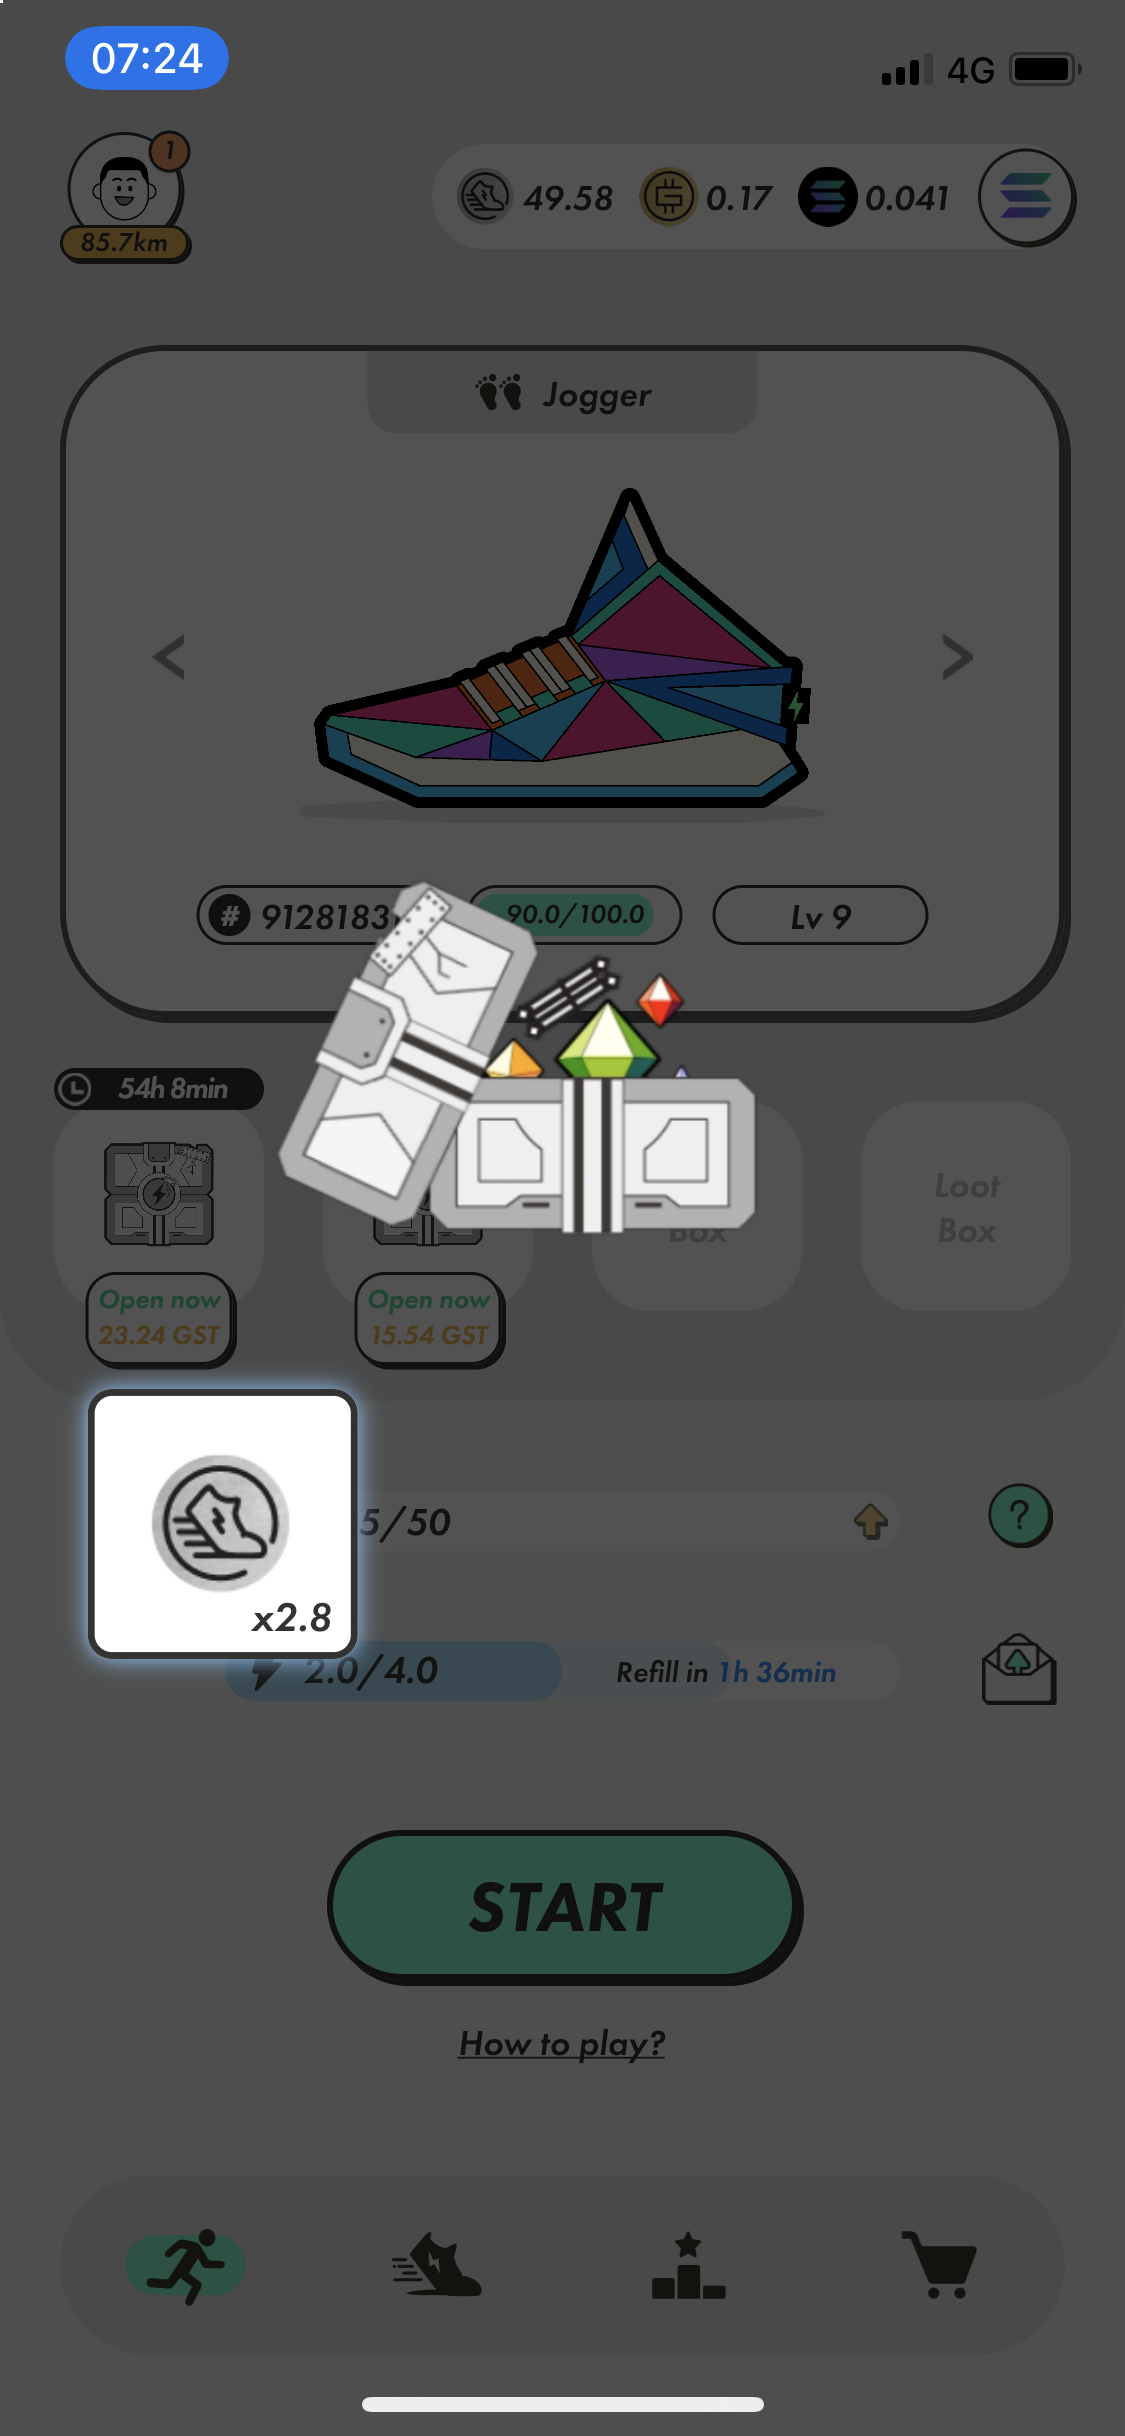 07:24
4G
1
85.7km
49.58
0.17
0.041
Jogger
# 9128183
90.0/100.0
Lv 9
54h 8min
Box
Loot
Box
Open now
23.24 GST
Open now
15.54 GST
5/50
?
x2.8
2.0/4.0
Refill in 1h 36min
START
How to play?